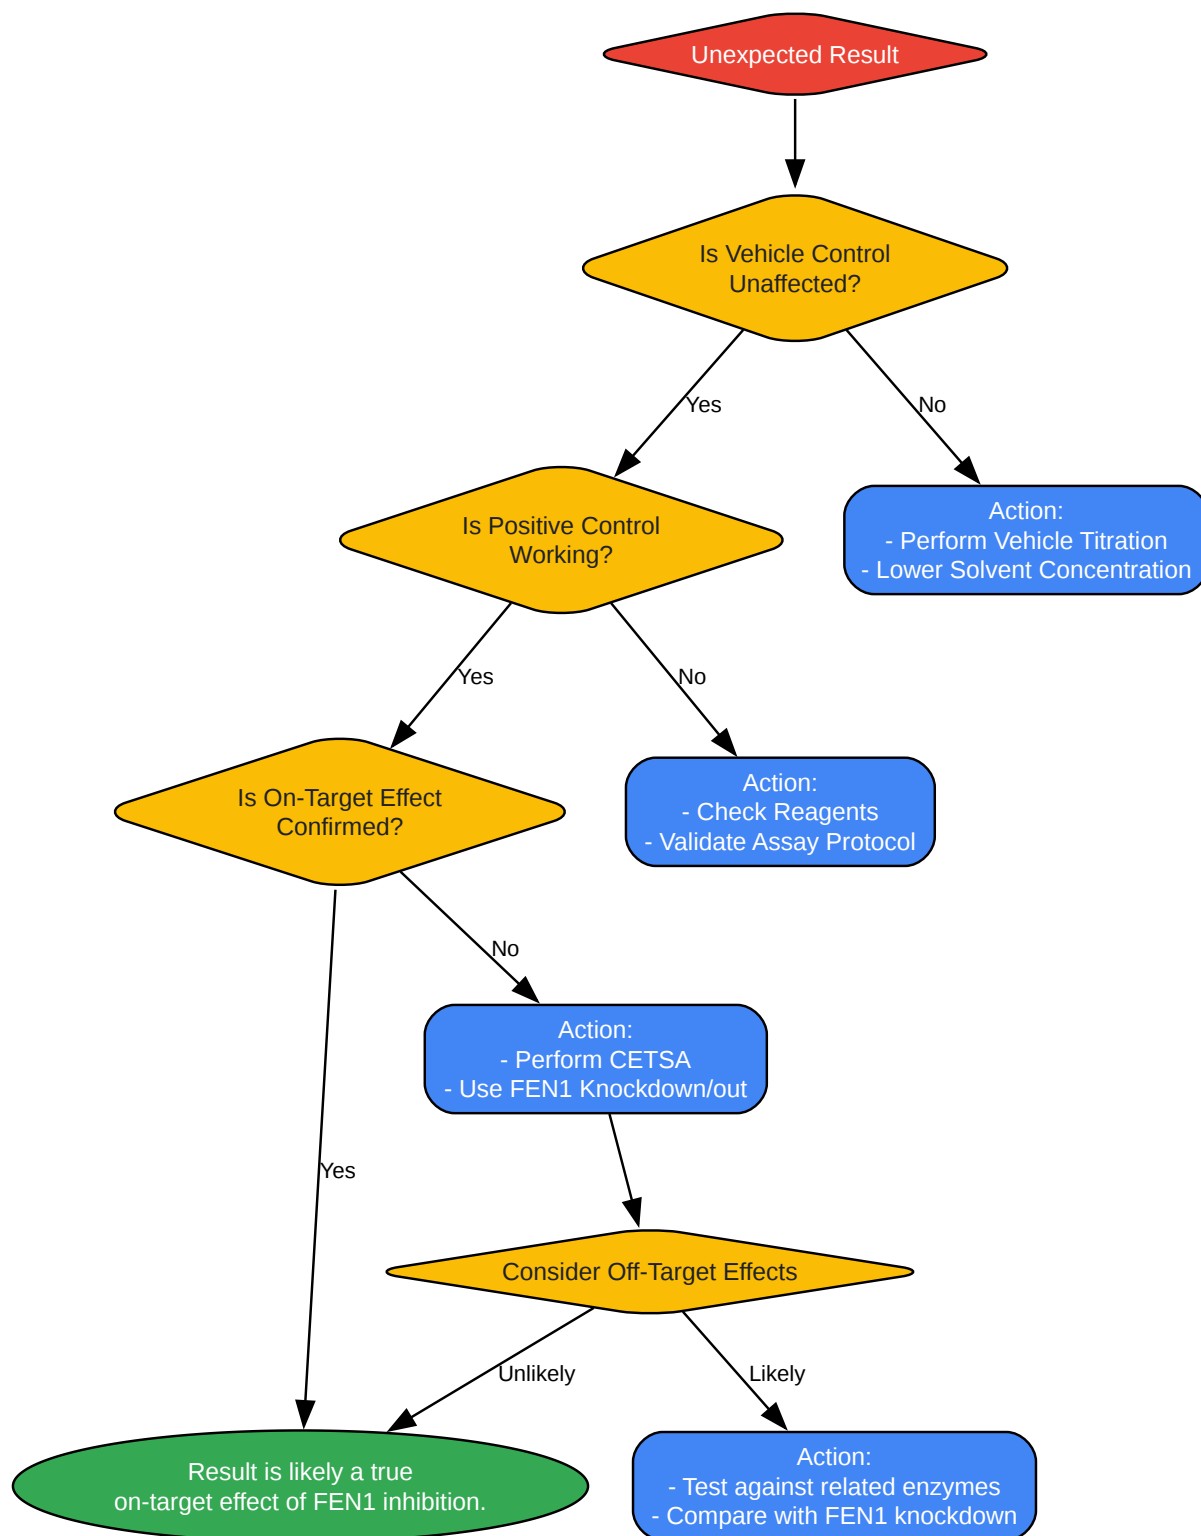 Unexpected Result
Is Vehicle Control
Unaffected?
Yes
No
Is Positive Control
Working?
Action:
- Perform Vehicle Titration
- Lower Solvent Concentration
Yes
No
Is On-Target Effect
Confirmed?
Action:
- Check Reagents
- Validate Assay Protocol
No
Action:
- Perform CETSA
- Use FEN1 Knockdown/out
Yes
Consider Off-Target Effects
Unlikely
Likely
Result is likely a true
on-target effect of FEN1 inhibition.
Action:
- Test against related enzymes
- Compare with FEN1 knockdown